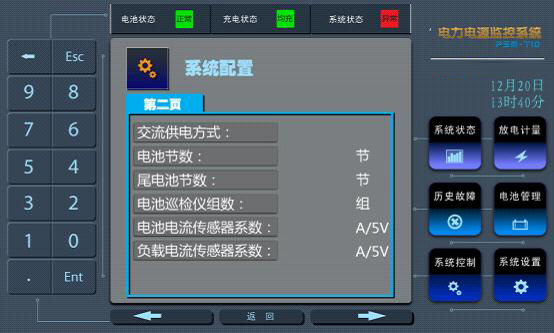 电池状态 正常 充电状态 均充 系统状态 异常
电力电源监控系统
PSM-T10
12月20日
13时40分
← Esc
9 8
7 6
5 4
3 2
1 0
. Ent
系统配置
第二页
交流供电方式：
电池节数： 节
尾电池节数： 节
电池巡检仪组数： 组
电池电流传感器系数： A/5V
负载电流传感器系数： A/5V
系统状态 放电计量
历史故障 电池管理
系统控制 系统设置
返 回